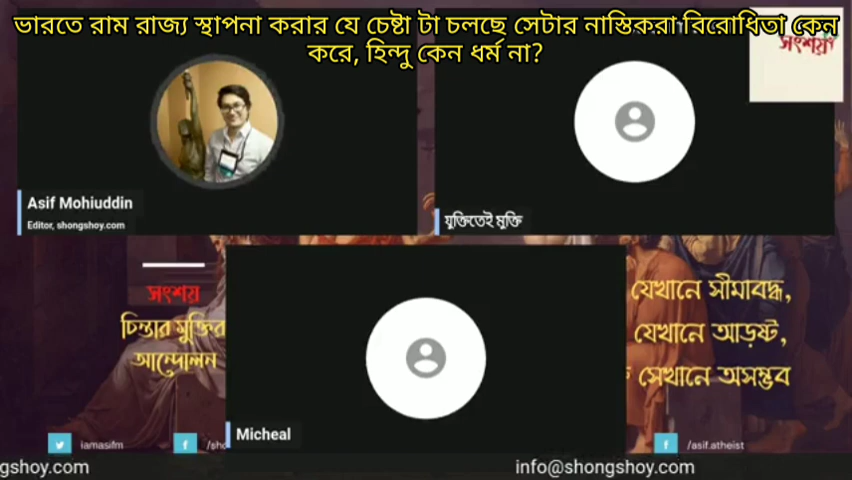 ভারতে রাম রাজ্য স্থাপনা করার যে চেষ্টা টা চলছে সেটার নাস্তিকরা বিরোধিতা কেন
করে, হিন্দু কেন ধর্ম না?
সংশয়
Asif Mohiuddin
Editor, shongshoy.com
যুক্তিতেই মুক্তি
সংশয়
চিন্তার মুক্তির
আন্দোলন
যেখানে সীমাবদ্ধ,
যেখানে আড়ষ্ট,
সেখানে অসম্ভব
Micheal
iamasifm
/sho
/asif.atheist
gshoy.com
info@shongshoy.com